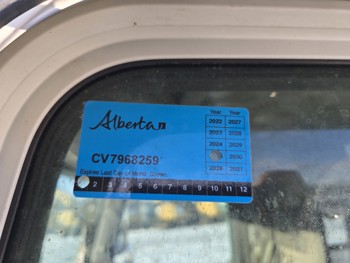 Year Year
Alberta
2022 2027
2023 2028
2024 2029
2030
CV7968259
2026 2031
Expires Last Day of Month Shown
2 3 4 5 6 7 8 9 10 11 12